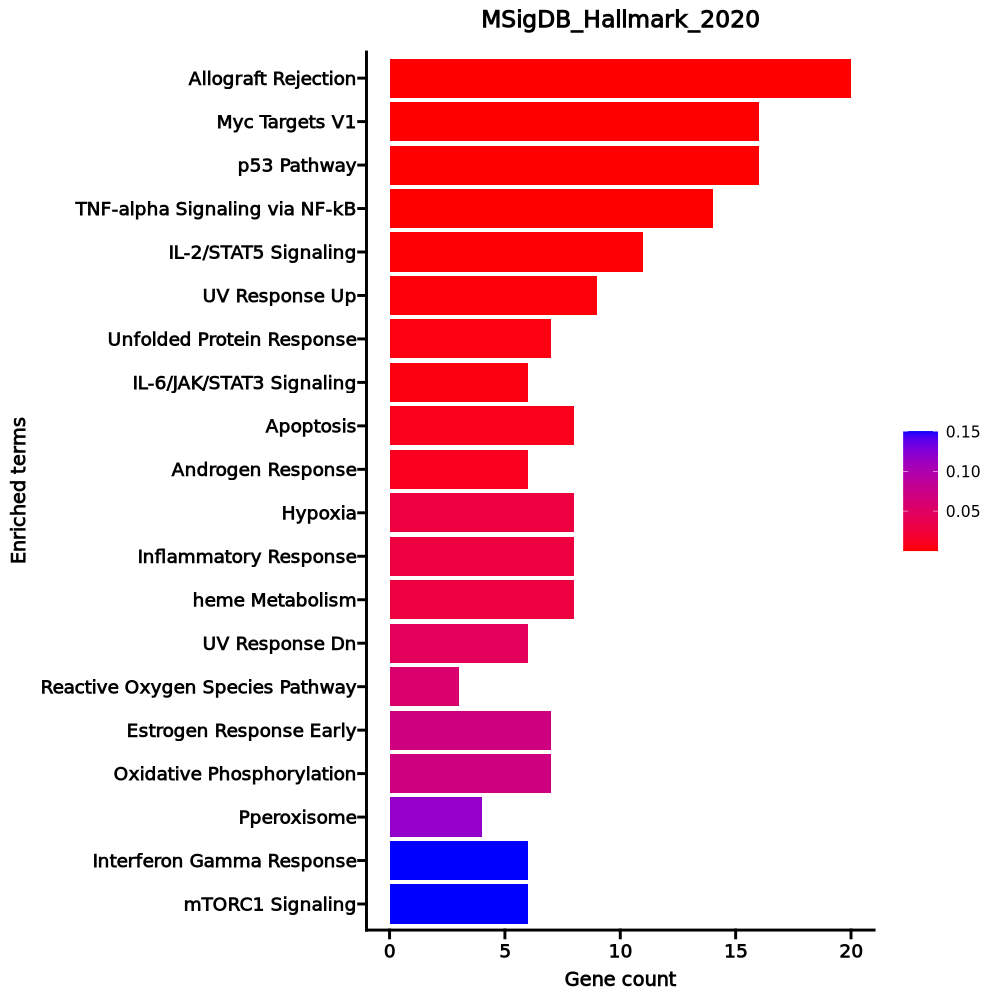 MSigDB_Hallmark_2020
Allograft Rejection
Myc Targets V1
p53 Pathway
TNF-alpha Signaling via NF-kB
IL-2/STAT5 Signaling
UV Response Up
Unfolded Protein Response
IL-6/JAK/STAT3 Signaling
Apoptosis
Androgen Response
Hypoxia
Inflammatory Response
heme Metabolism
UV Response Dn
Reactive Oxygen Species Pathway
Estrogen Response Early
Oxidative Phosphorylation
Pperoxisome
Interferon Gamma Response
mTORC1 Signaling
Enriched terms
0 5 10 15 20
Gene count
0.15
0.10
0.05